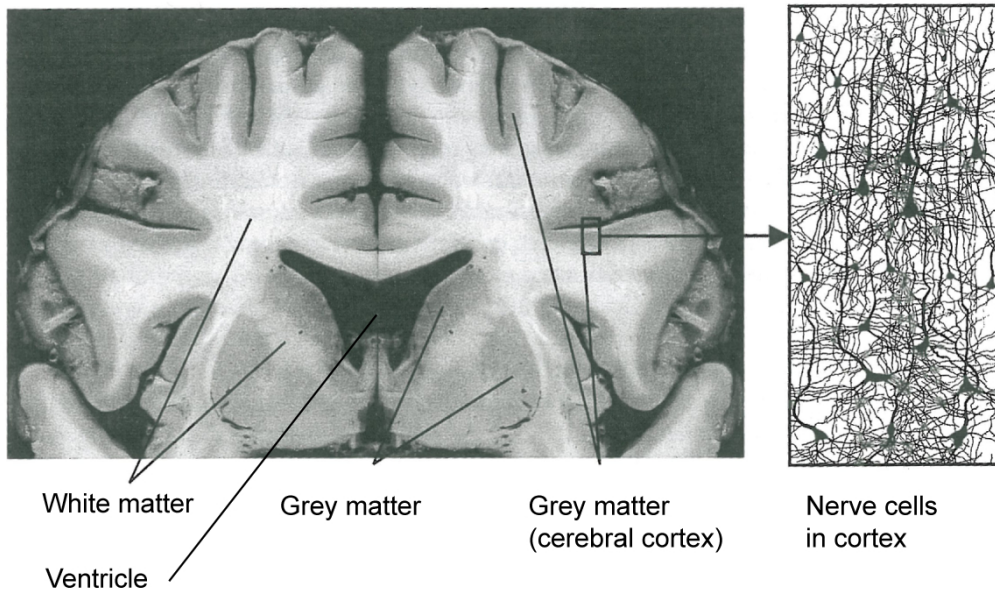 White matter
Grey matter
Grey matter
(cerebral cortex)
Nerve cells
in cortex
Ventricle